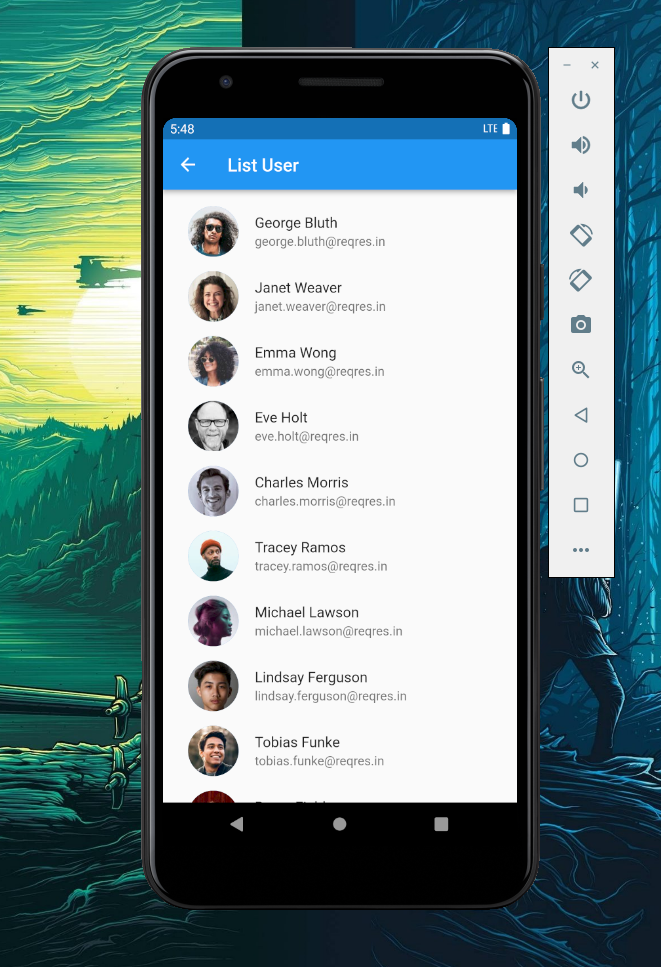 5:48 LTE
List User
George Bluth
george.bluth@reqres.in
Janet Weaver
janet.weaver@reqres.in
Emma Wong
emma.wong@reqres.in
Eve Holt
eve.holt@reqres.in
Charles Morris
charles.morris@reqres.in
Tracey Ramos
tracey.ramos@reqres.in
Michael Lawson
michael.lawson@reqres.in
Lindsay Ferguson
lindsay.ferguson@reqres.in
Tobias Funke
tobias.funke@reqres.in